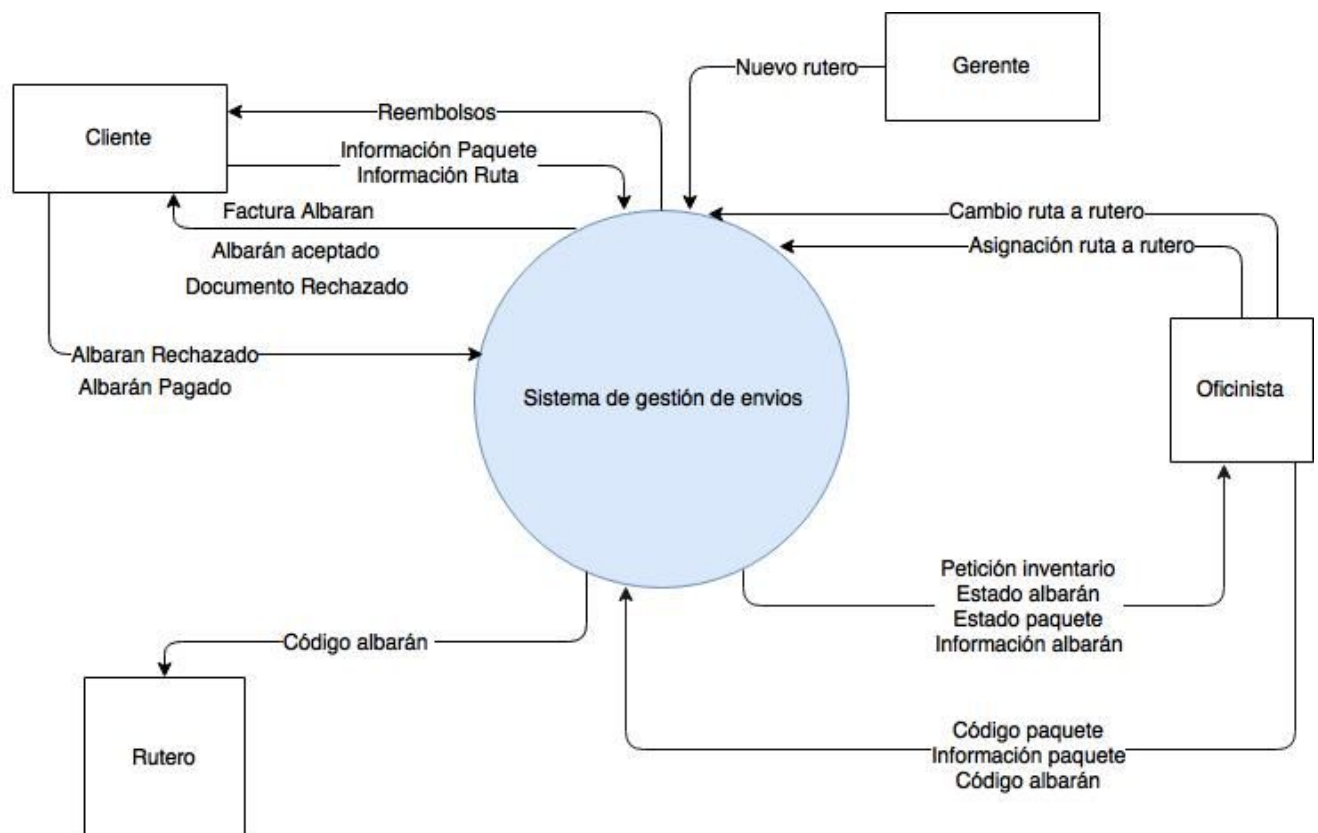 Nuevo rutero
Gerente
Cliente
Reembolsos
Información Paquete
Información Ruta
Factura Albaran
Albarán aceptado
Documento Rechazado
Cambio ruta a rutero
Asignación ruta a rutero
Albaran Rechazado
Albarán Pagado
Sistema de gestión de envios
Oficinista
Petición inventario
Estado albarán
Estado paquete
Información albarán
Código albarán
Rutero
Código paquete
Información paquete
Código albarán